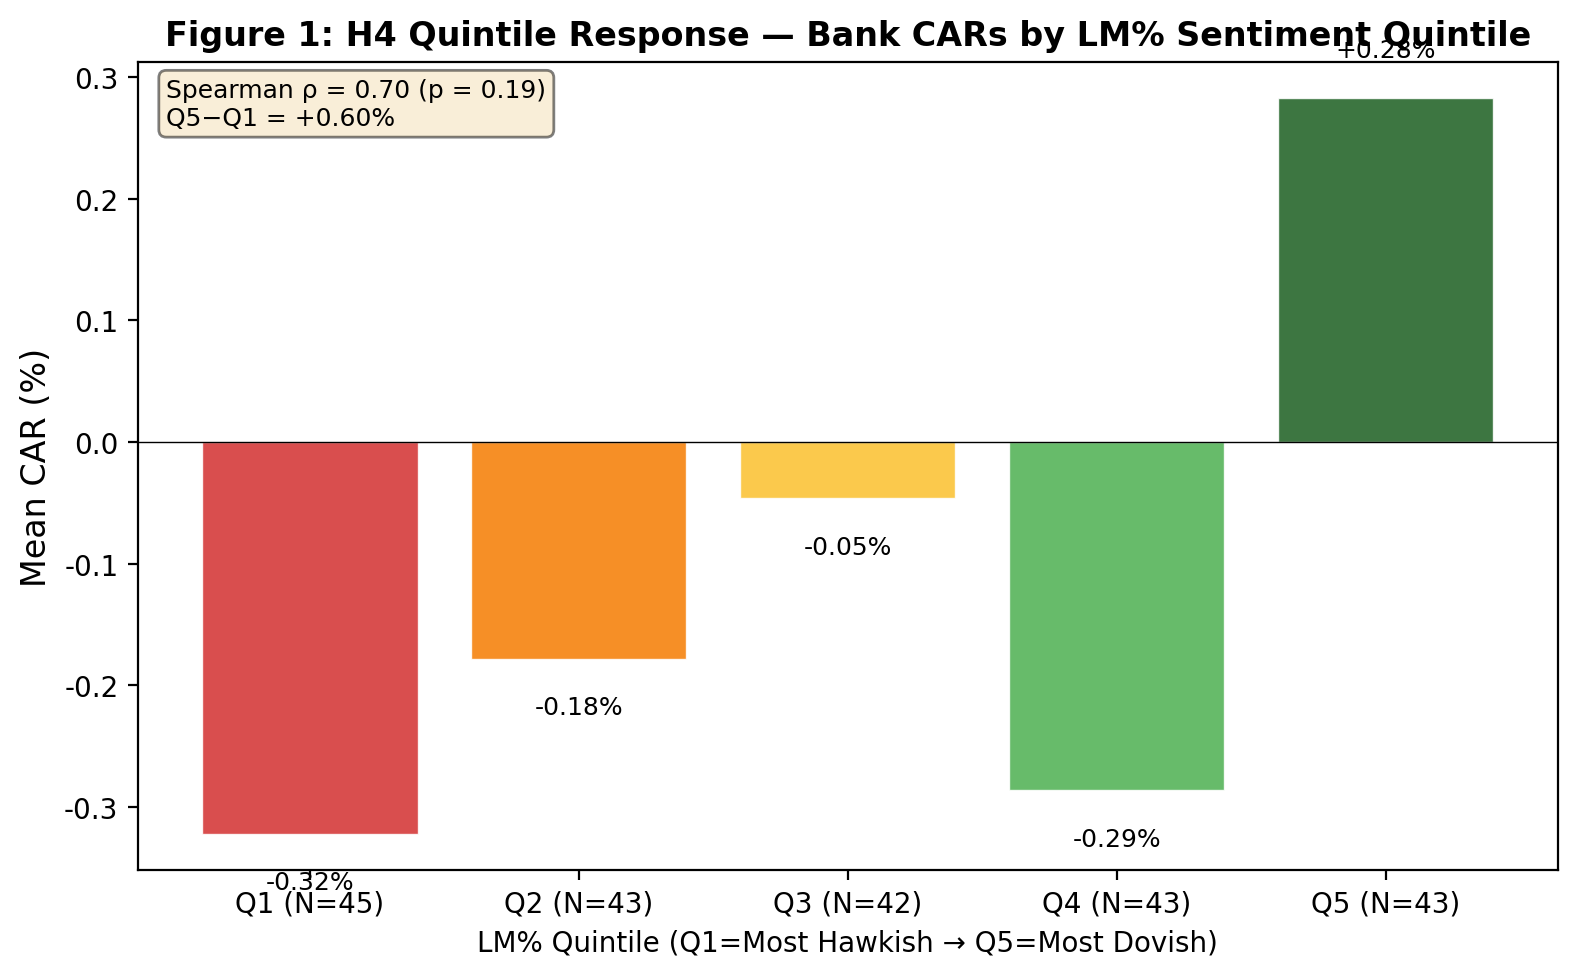 Figure 1: H4 Quintile Response — Bank CARs by LM% Sentiment Quintile
+0.28%
Spearman ρ = 0.70 (p = 0.19)
Q5−Q1 = +0.60%
Mean CAR (%)
0.3
0.2
0.1
0.0
-0.1
-0.2
-0.3
-0.05%
-0.18%
-0.29%
-0.32%
Q1 (N=45) Q2 (N=43) Q3 (N=42) Q4 (N=43) Q5 (N=43)
LM% Quintile (Q1=Most Hawkish → Q5=Most Dovish)